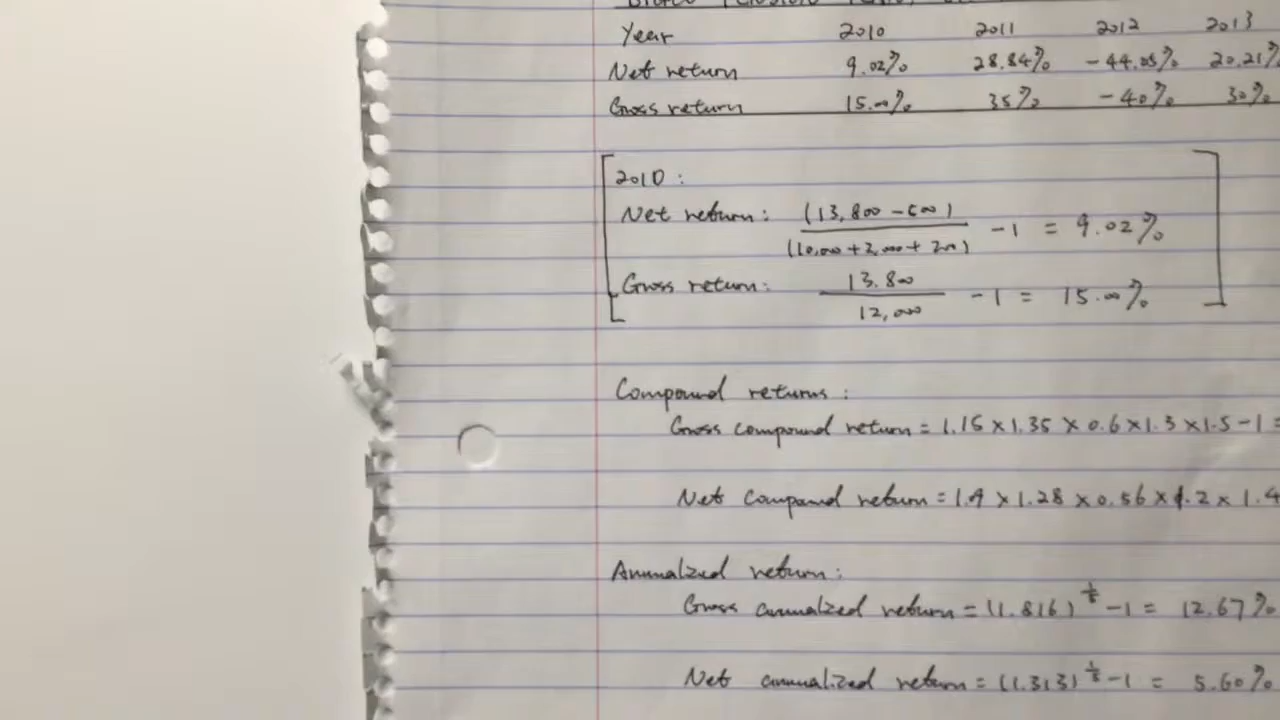 Year 2010 2011 2012 2013
Net return 9.02% 28.84% -44.05% 20.21%
Gross return 15.00% 35% -40% 30%
2010:
Net return: (13,800 - 500) / (10,000 + 2,000 + 200) - 1 = 9.02%
Gross return: 13.800 / 12,000 - 1 = 15.00%
Compound returns:
Gross compound return = 1.15 × 1.35 × 0.6 × 1.3 × 1.5 - 1 =
Net compound return = 1.9 × 1.28 × 0.56 × 1.2 × 1.4
Annualized return:
Gross annualized return = (1.816)^1/5 - 1 = 12.67%
Net annualized return = (1.313)^1/5 - 1 = 5.60%